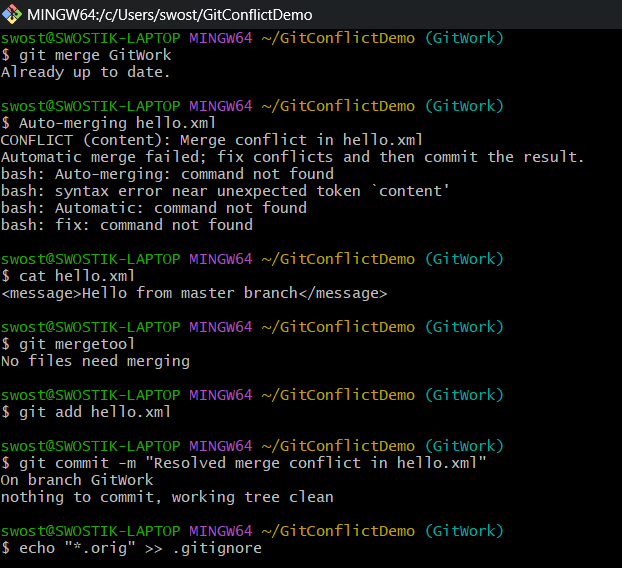 MINGW64:/c/Users/swost/GitConflictDemo
swost@SWOSTIK-LAPTOP MINGW64 ~/GitConflictDemo (GitWork)
$ git merge GitWork
Already up to date.
swost@SWOSTIK-LAPTOP MINGW64 ~/GitConflictDemo (GitWork)
$ Auto-merging hello.xml
CONFLICT (content): Merge conflict in hello.xml
Automatic merge failed; fix conflicts and then commit the result.
bash: Auto-merging: command not found
bash: syntax error near unexpected token `content'
bash: Automatic: command not found
bash: fix: command not found
swost@SWOSTIK-LAPTOP MINGW64 ~/GitConflictDemo (GitWork)
$ cat hello.xml
<message>Hello from master branch</message>
swost@SWOSTIK-LAPTOP MINGW64 ~/GitConflictDemo (GitWork)
$ git mergetool
No files need merging
swost@SWOSTIK-LAPTOP MINGW64 ~/GitConflictDemo (GitWork)
$ git add hello.xml
swost@SWOSTIK-LAPTOP MINGW64 ~/GitConflictDemo (GitWork)
$ git commit -m "Resolved merge conflict in hello.xml"
On branch GitWork
nothing to commit, working tree clean
swost@SWOSTIK-LAPTOP MINGW64 ~/GitConflictDemo (GitWork)
$ echo "*.orig" >> .gitignore